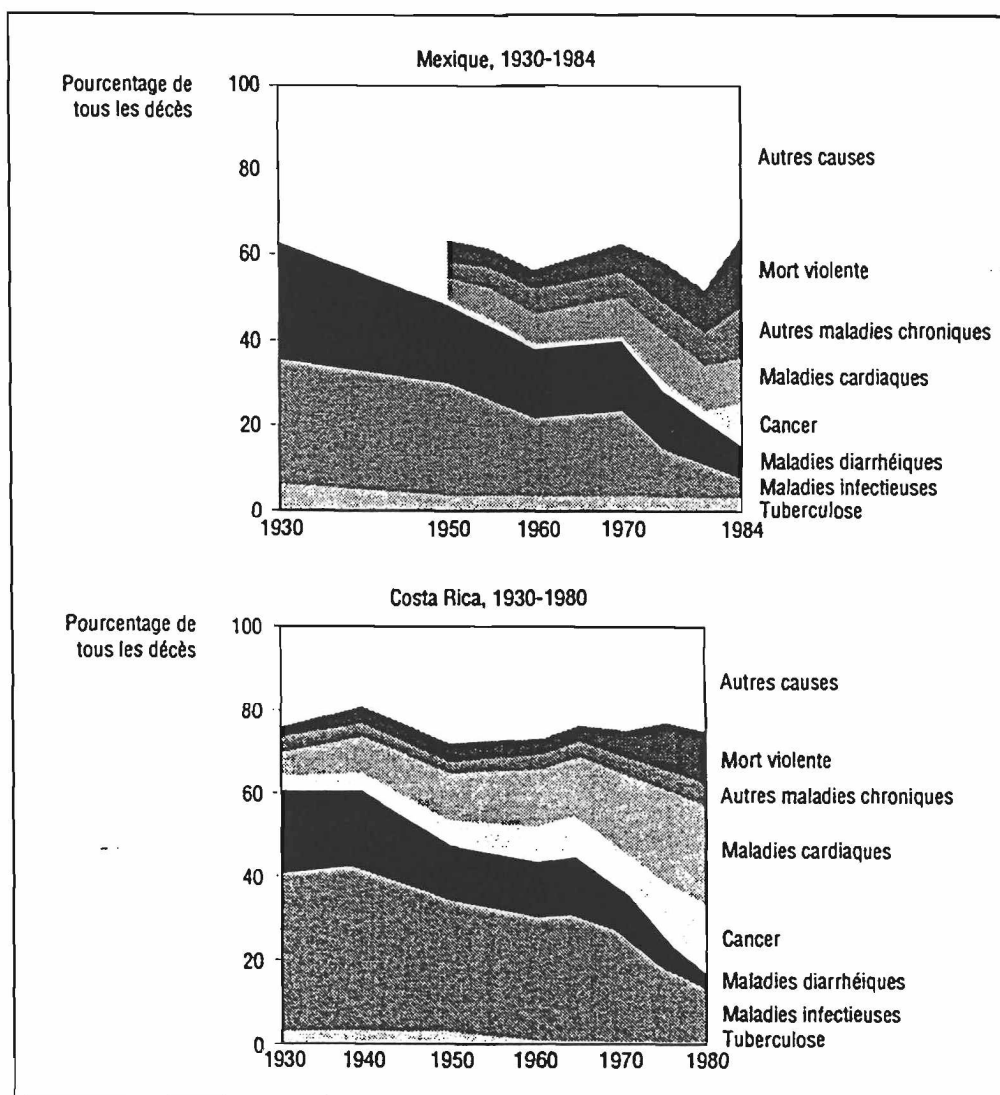 Mexique, 1930-1984
Pourcentage de
tous les décès
100
80
60
40
20
0
1930
1950
1960
1970
1984
Autres causes
Mort violente
Autres maladies chroniques
Maladies cardiaques
Cancer
Maladies diarrhéiques
Maladies infectieuses
Tuberculose
Costa Rica, 1930-1980
Pourcentage de
tous les décès
100
80
60
40
20
0
1930
1940
1950
1960
1970
1980
Autres causes
Mort violente
Autres maladies chroniques
Maladies cardiaques
Cancer
Maladies diarrhéiques
Maladies infectieuses
Tuberculose